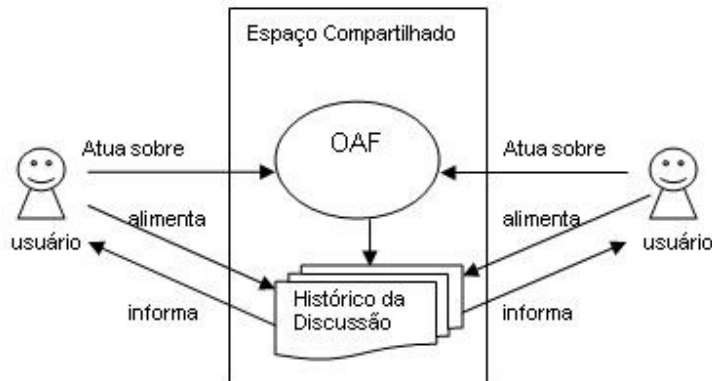 Espaço Compartilhado
OAF
Atua sobre
Atua sobre
usuário
alimenta
alimenta
usuário
informa
Histórico da
Discussão
informa